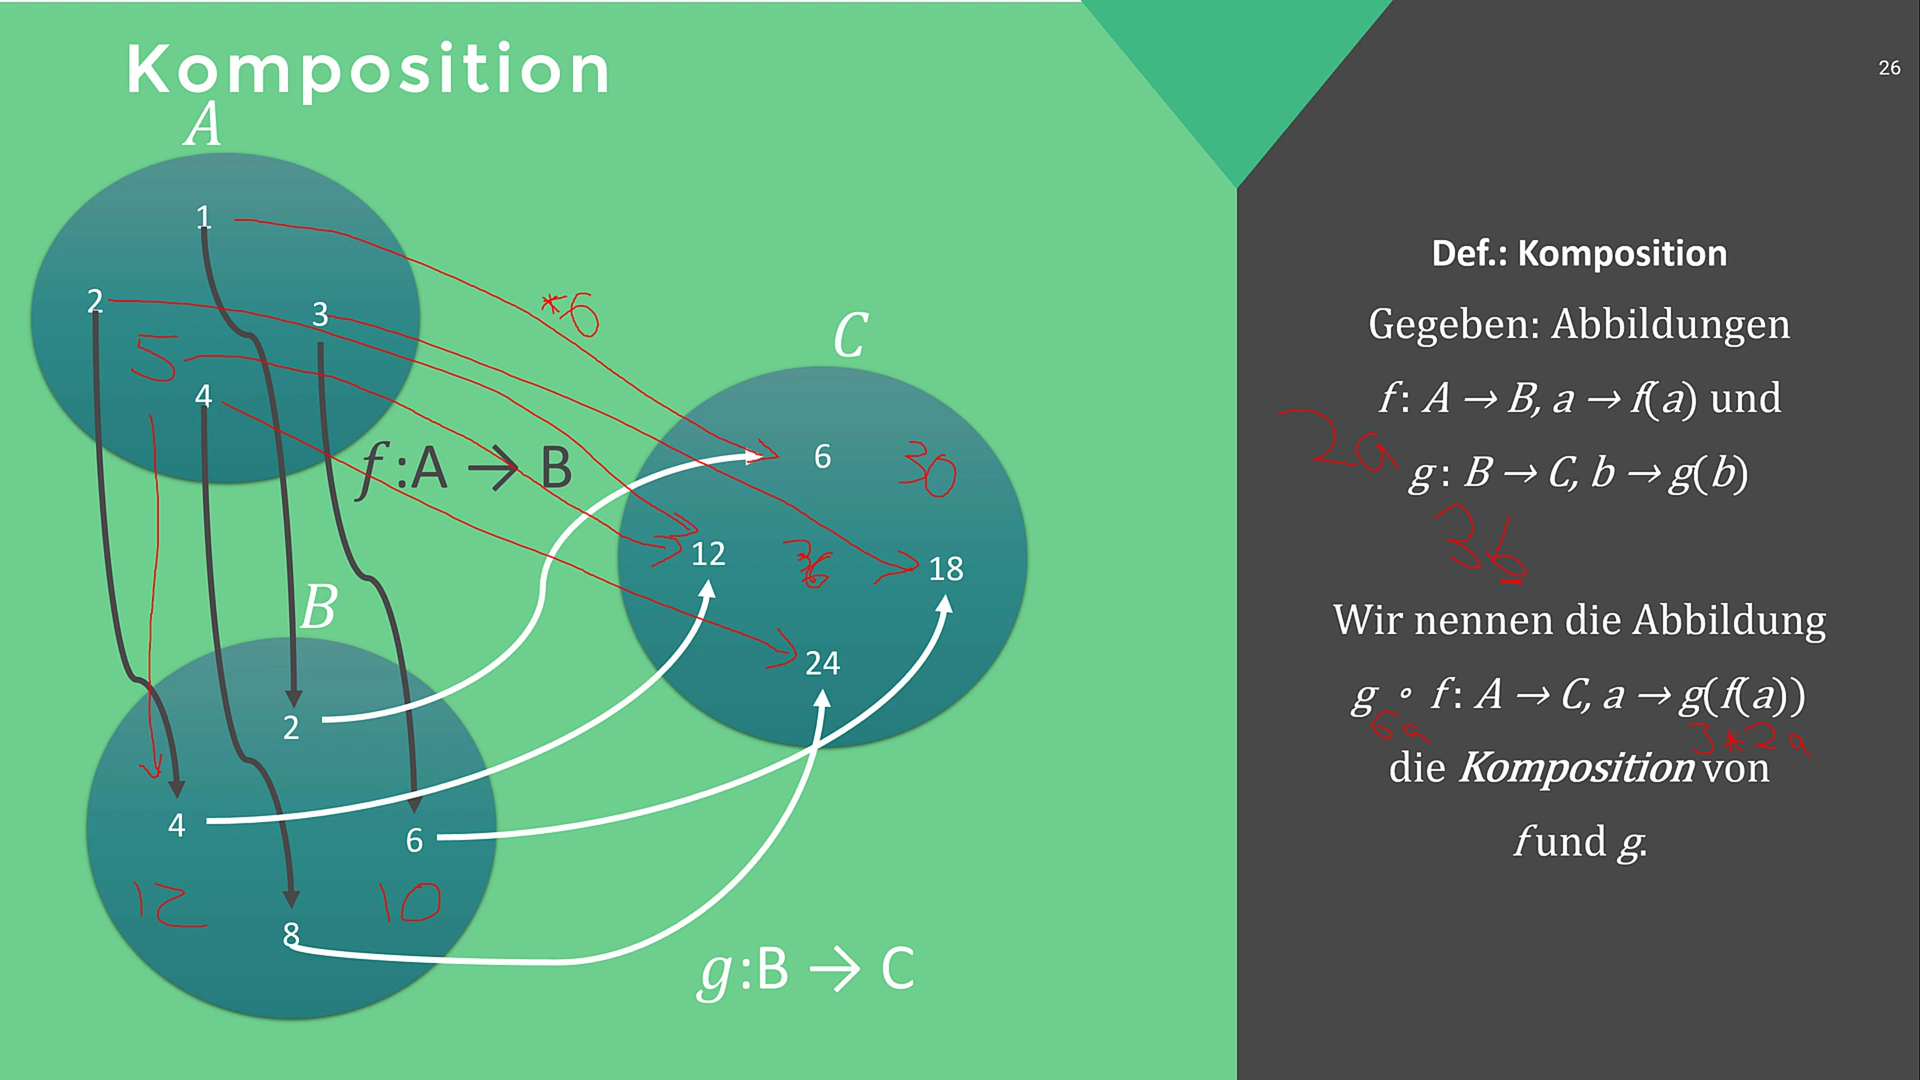 Komposition
26
A
1
2
3
5
4
*6
f:A → B
C
6
30
12
36
18
24
B
2
4
6
12
10
8
g:B → C
Def.: Komposition
Gegeben: Abbildungen
f: A → B, a → f(a) und
2a
g: B → C, b → g(b)
3b
Wir nennen die Abbildung
g ∘ f: A → C, a → g(f(a))
6a
3*2a
die Komposition von
f und g.